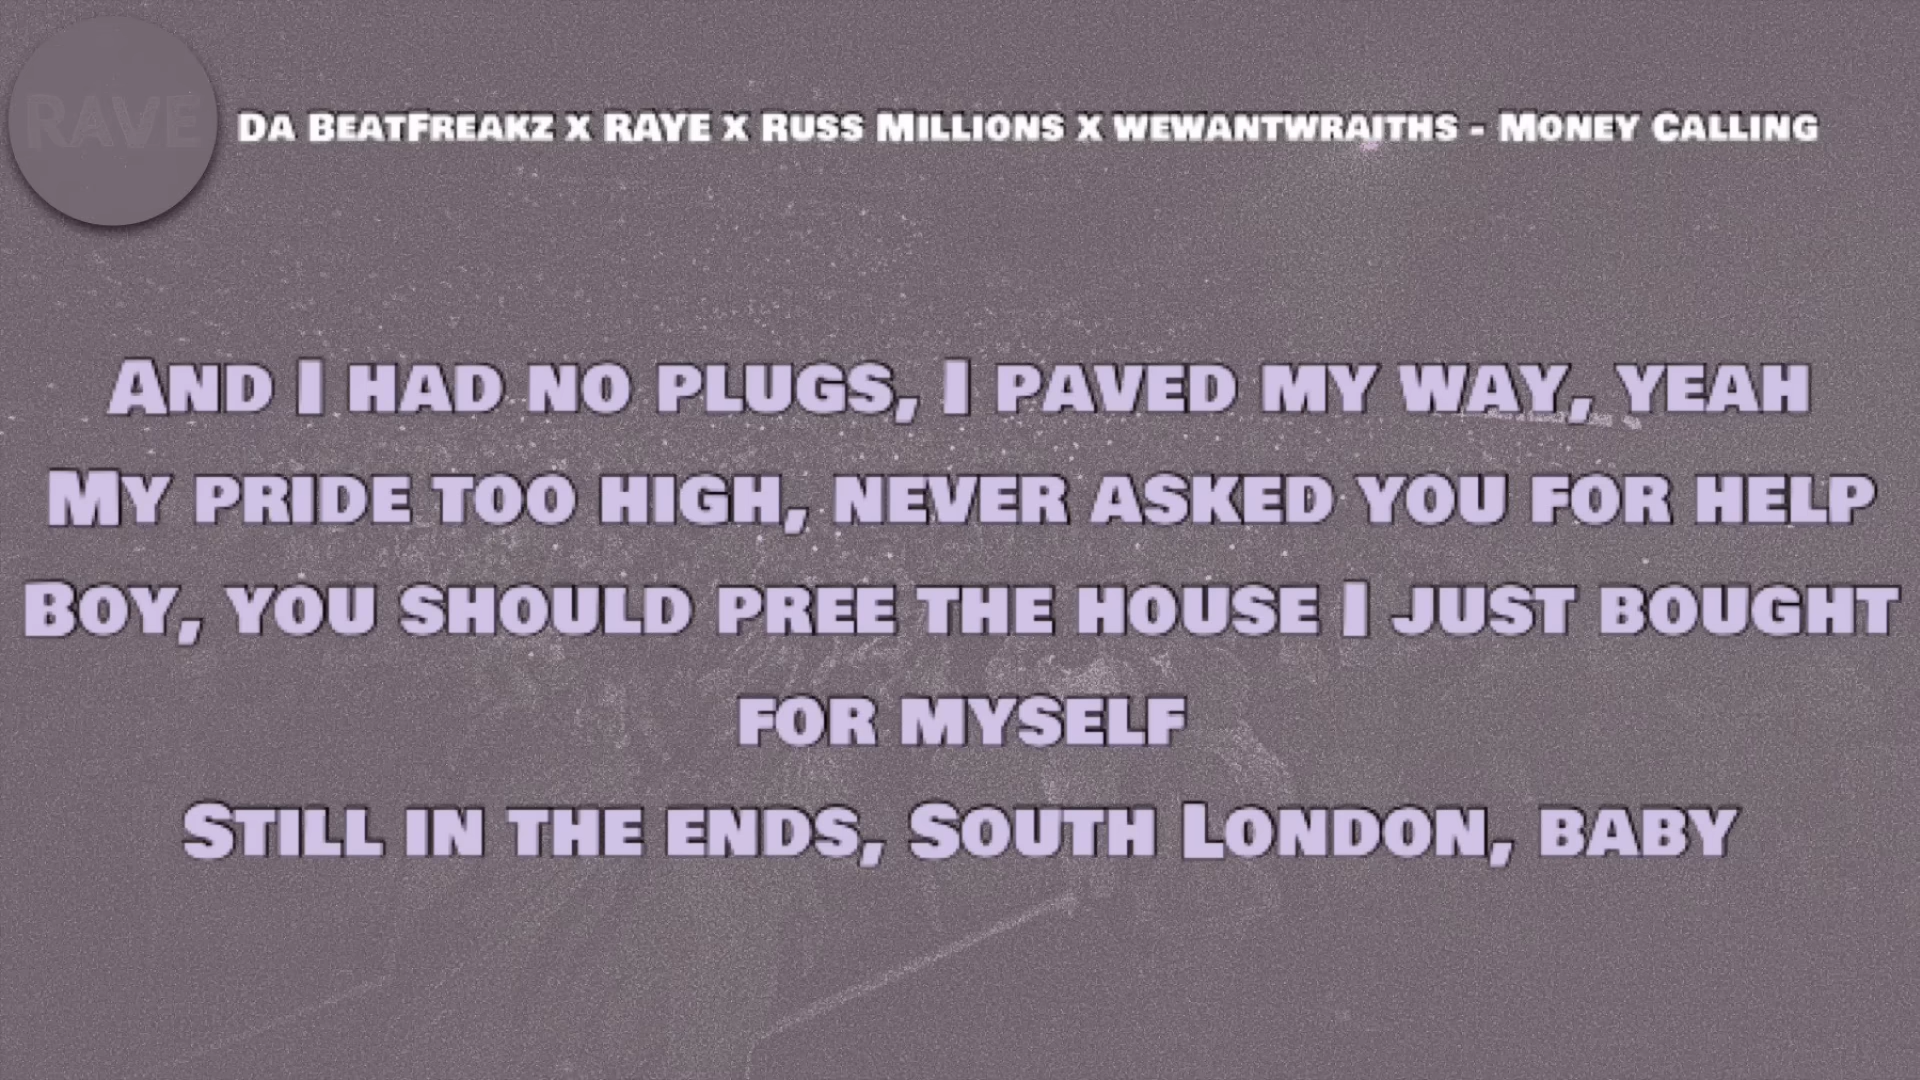 RAVE
Da BeatFreakz x RAYE x Russ Millions x wewantwraiths - Money Calling
And I had no plugs, I paved my way, yeah
My pride too high, never asked you for help
Boy, you should pree the house I just bought
for myself
Still in the ends, South London, baby